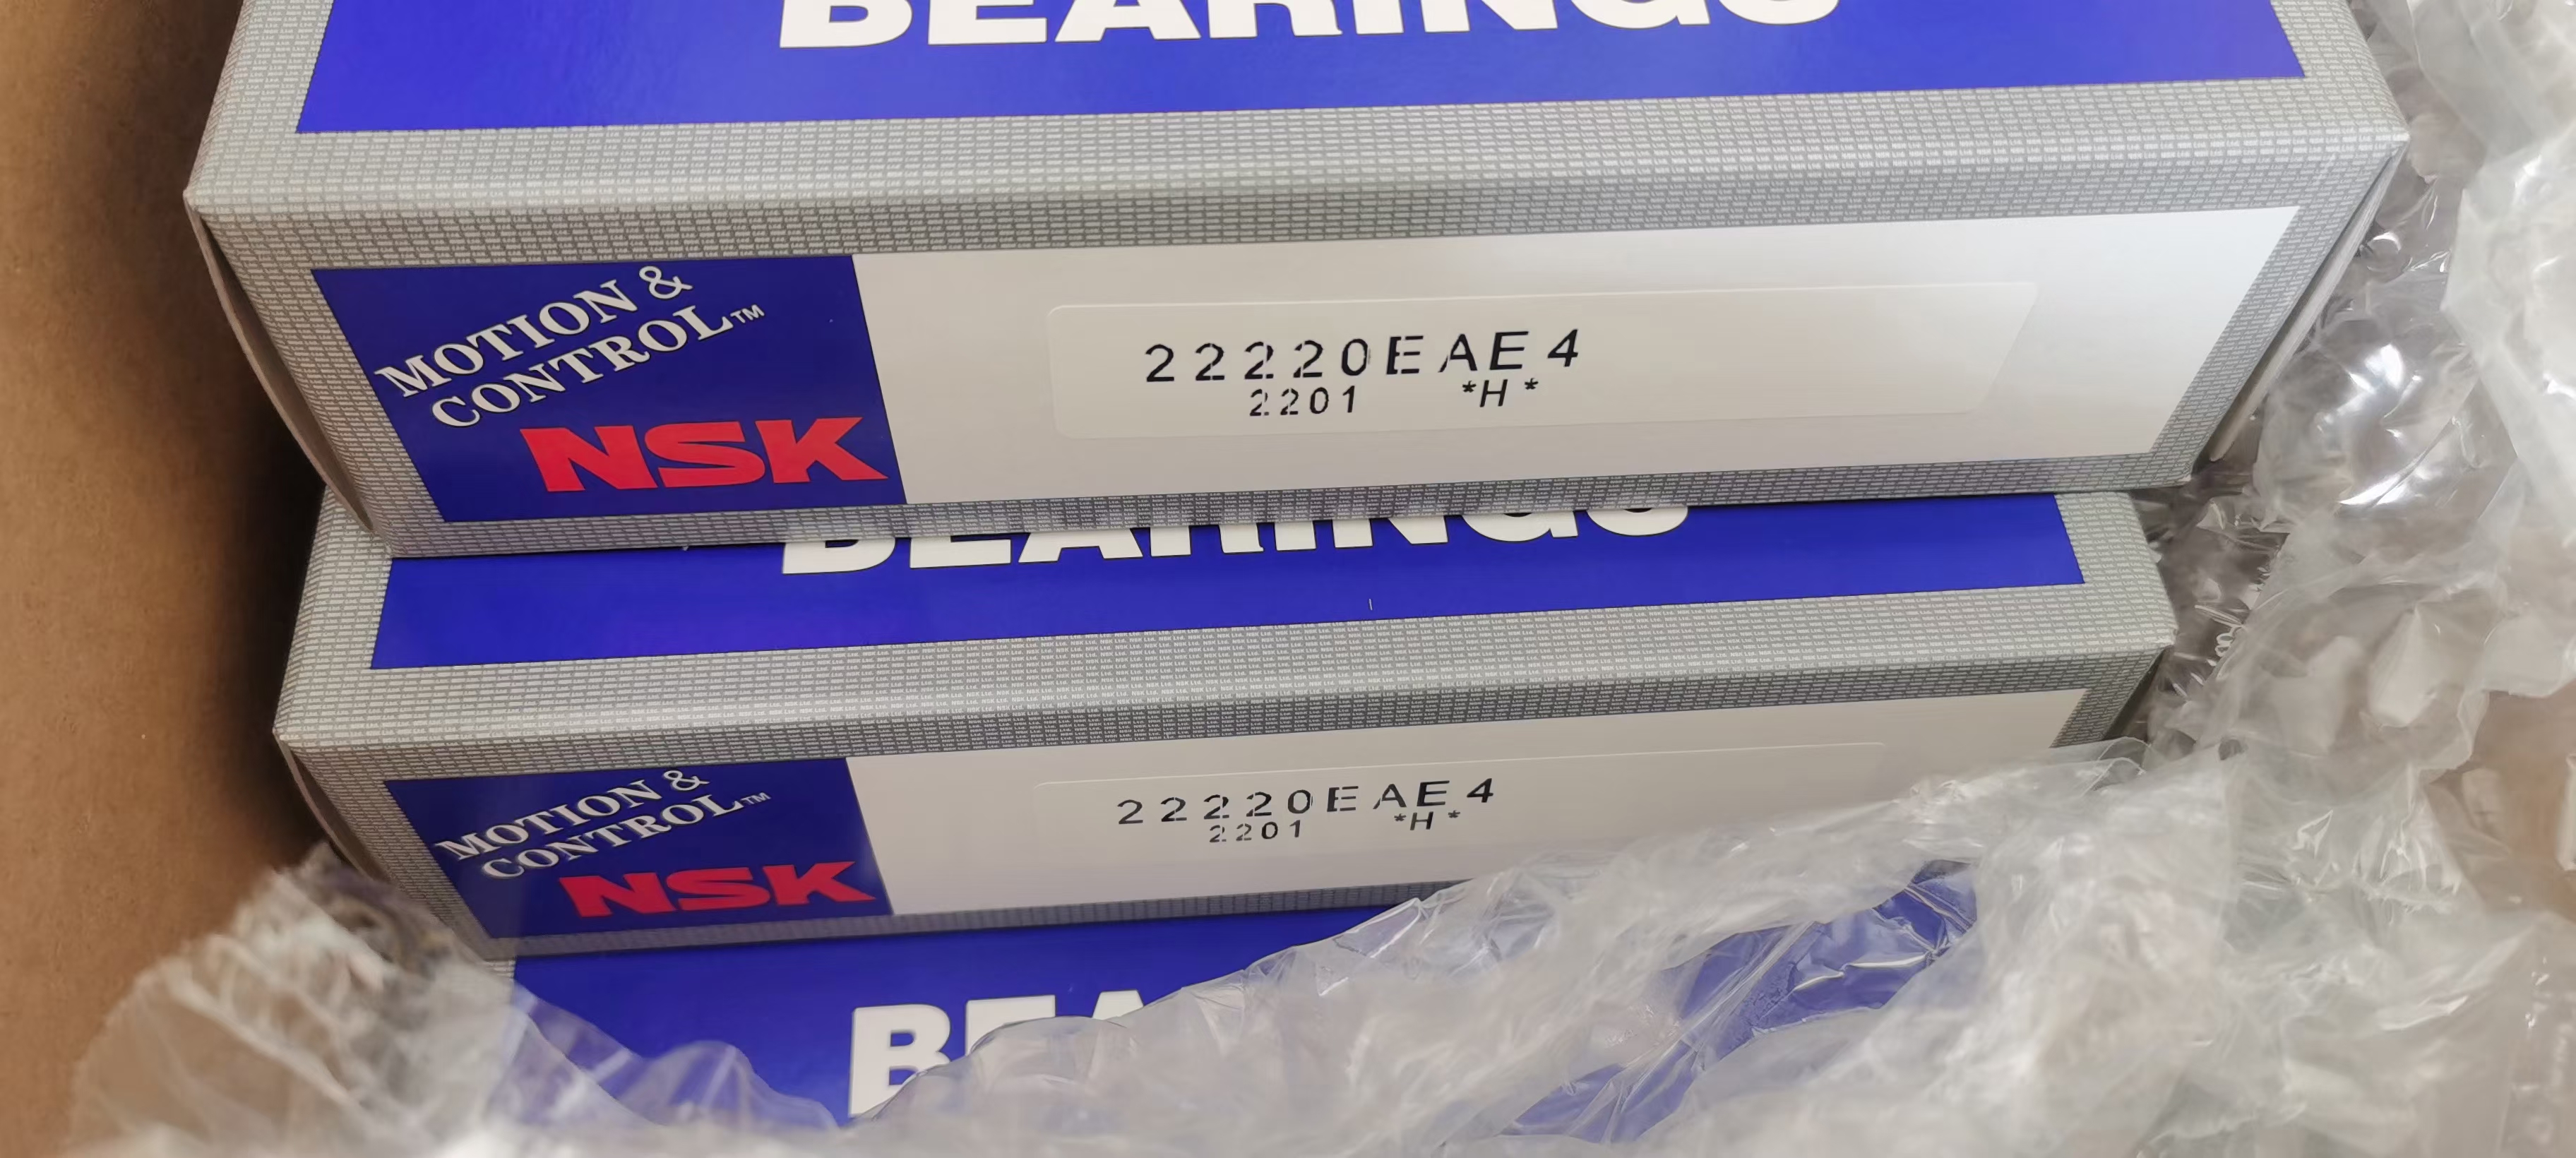 BEARINGS
MOTION &
CONTROL™
NSK
22220EAE4
2201 *H*
BEARINGS
MOTION &
CONTROL™
NSK
22220EAE4
2201 *H*